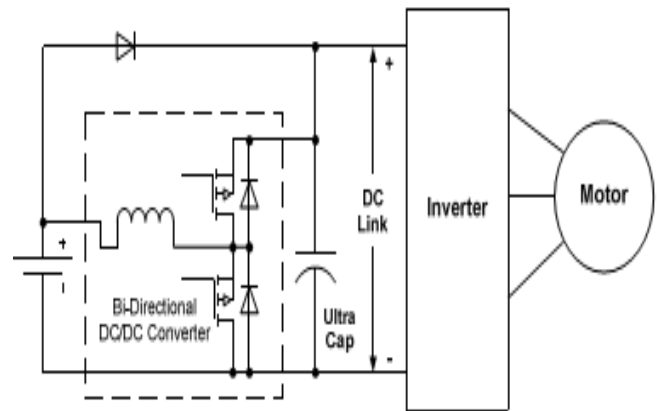 +
DC
Link
Inverter
Motor
+
-
Bi-Directional
DC/DC Converter
Ultra
Cap
-